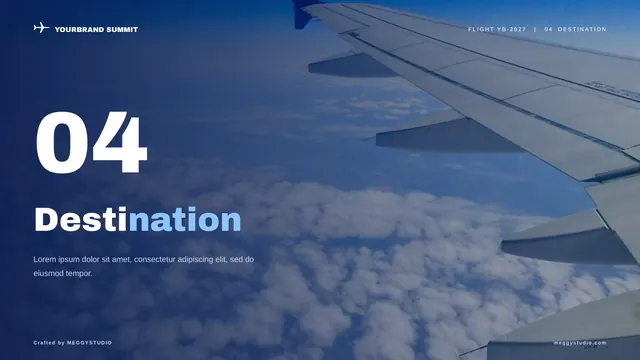 YOURBRAND SUMMIT
FLIGHT YB-2027 | 04 DESTINATION
04
Destination
Lorem ipsum dolor sit amet, consectetur adipiscing elit, sed do
eiusmod tempor.
Crafted by MEGGYSTUDIO
meggystudio.com